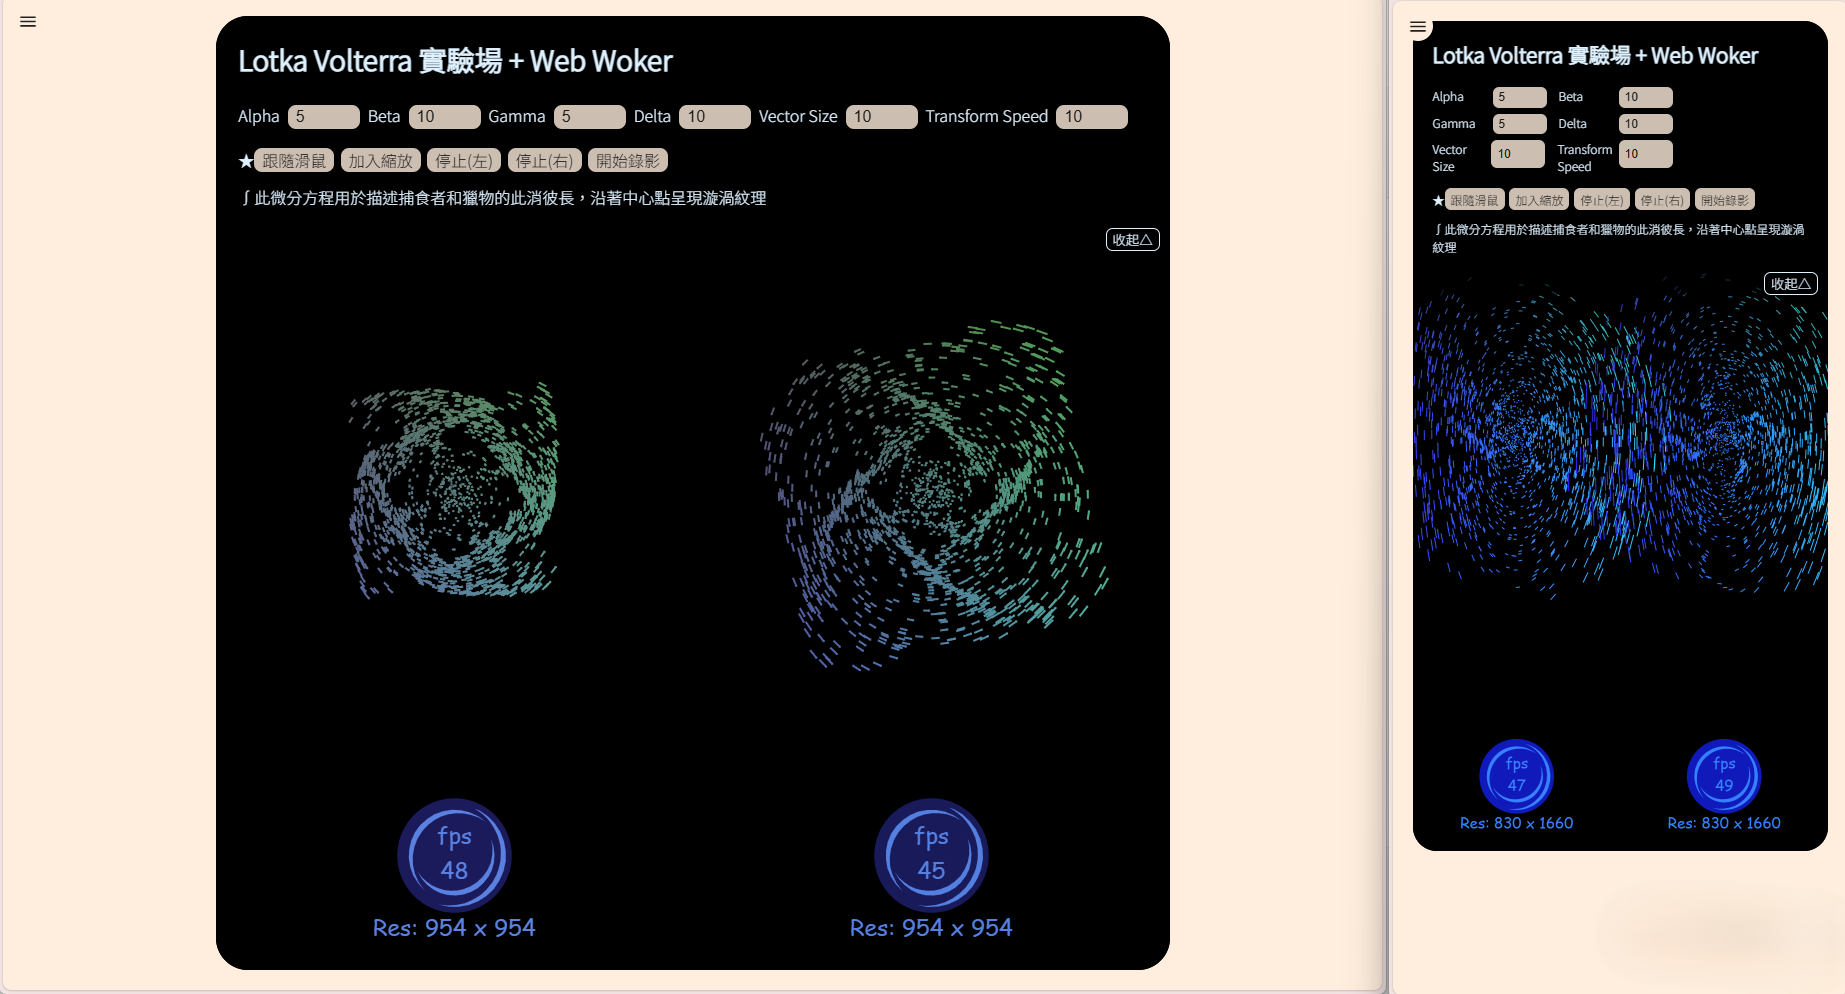 Lotka Volterra 實驗場 + Web Woker
Alpha 5 Beta 10 Gamma 5 Delta 10 Vector Size 10 Transform Speed 10
★跟隨滑鼠 加入縮放 停止(左) 停止(右) 開始錄影
∫此微分方程用於描述捕食者和獵物的此消彼長，沿著中心點呈現漩渦紋理
收起△
fps
48
Res: 954 x 954
fps
45
Res: 954 x 954
Lotka Volterra 實驗場 + Web Woker
Alpha 5 Beta 10
Gamma 5 Delta 10
Vector
Size
10
Transform
Speed
10
★跟隨滑鼠 加入縮放 停止(左) 停止(右) 開始錄影
∫此微分方程用於描述捕食者和獵物的此消彼長，沿著中心點呈現漩渦
紋理
收起△
fps
47
Res: 830 x 1660
fps
49
Res: 830 x 1660